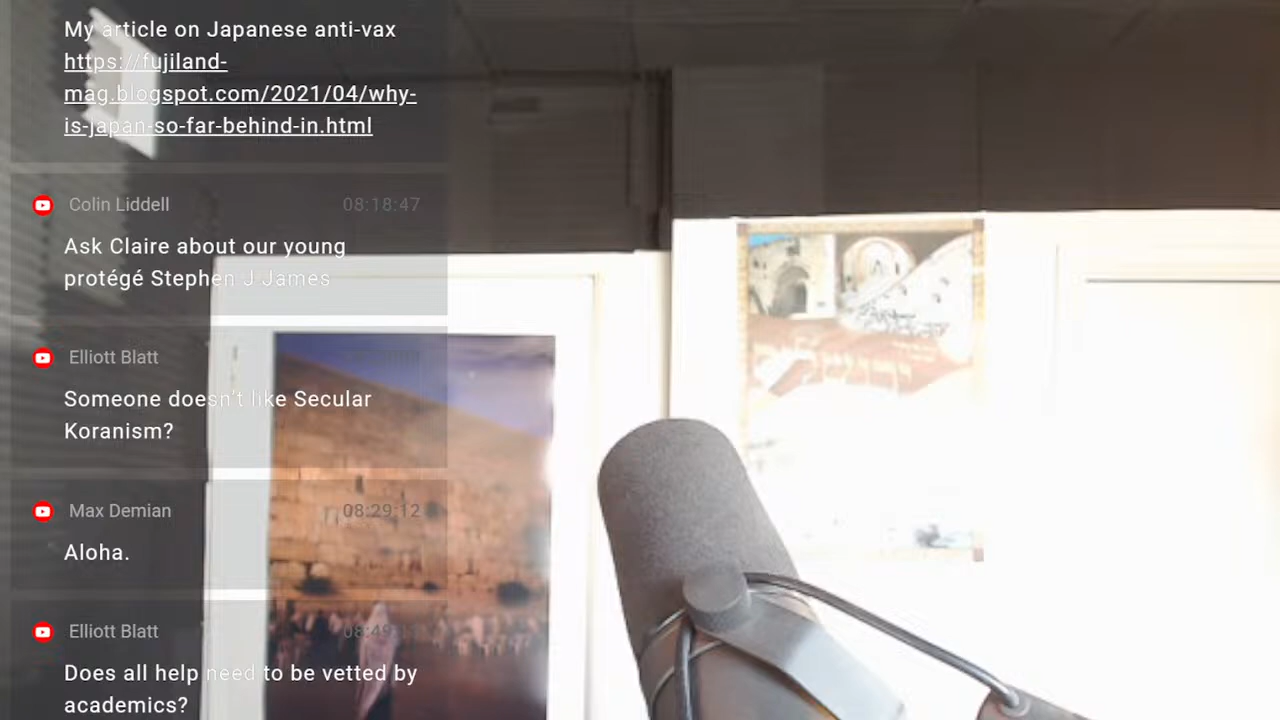 My article on Japanese anti-vax
https://fujiland-
mag.blogspot.com/2021/04/why-
is-japan-so-far-behind-in.html
Colin Liddell 08:18:47
Ask Claire about our young
protégé Stephen J James
Elliott Blatt
Someone doesn't like Secular
Koranism?
Max Demian 08:29:12
Aloha.
Elliott Blatt
Does all help need to be vetted by
academics?